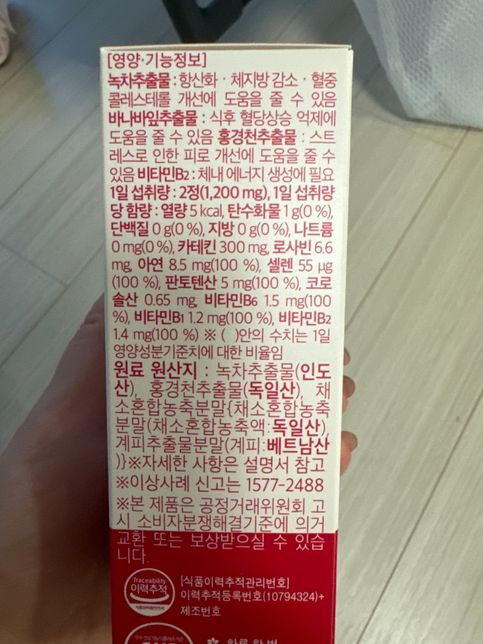 [영양·기능정보]
녹차추출물 : 항산화 · 체지방 감소 · 혈중
콜레스테롤 개선에 도움을 줄 수 있음
바나바잎추출물 : 식후 혈당상승 억제에
도움을 줄 수 있음 홍경천추출물 : 스트
레스로 인한 피로 개선에 도움을 줄 수
있음 비타민B2 : 체내 에너지 생성에 필요
1일 섭취량 : 2정(1,200 mg), 1일 섭취량
당 함량 : 열량 5 kcal, 탄수화물 1 g(0 %),
단백질 0 g(0 %), 지방 0 g(0 %), 나트륨
0 mg(0 %), 카테킨 300 mg, 로사빈 6.6
mg, 아연 8.5 mg(100 %), 셀렌 55 μg
(100 %), 판토텐산 5 mg(100 %), 코로
솔산 0.65 mg, 비타민B6 1.5 mg(100
%), 비타민B1 1.2 mg(100 %), 비타민B2
1.4 mg(100 %) ※ ( )안의 수치는 1일
영양성분기준치에 대한 비율임
원료 원산지 : 녹차추출물(인도
산), 홍경천추출물(독일산), 채
소혼합농축분말{채소혼합농축
분말(채소혼합농축액:독일산),
계피추출물분말(계피:베트남산
)}※자세한 사항은 설명서 참고
※이상사례 신고는 1577-2488
※본 제품은 공정거래위원회 고
시 소비자분쟁해결기준에 의거
교환 또는 보상받으실 수 있습
니다.
Traceability
이력추적
[식품이력추적관리번호]
이력추적등록번호(10794324)+
제조번호